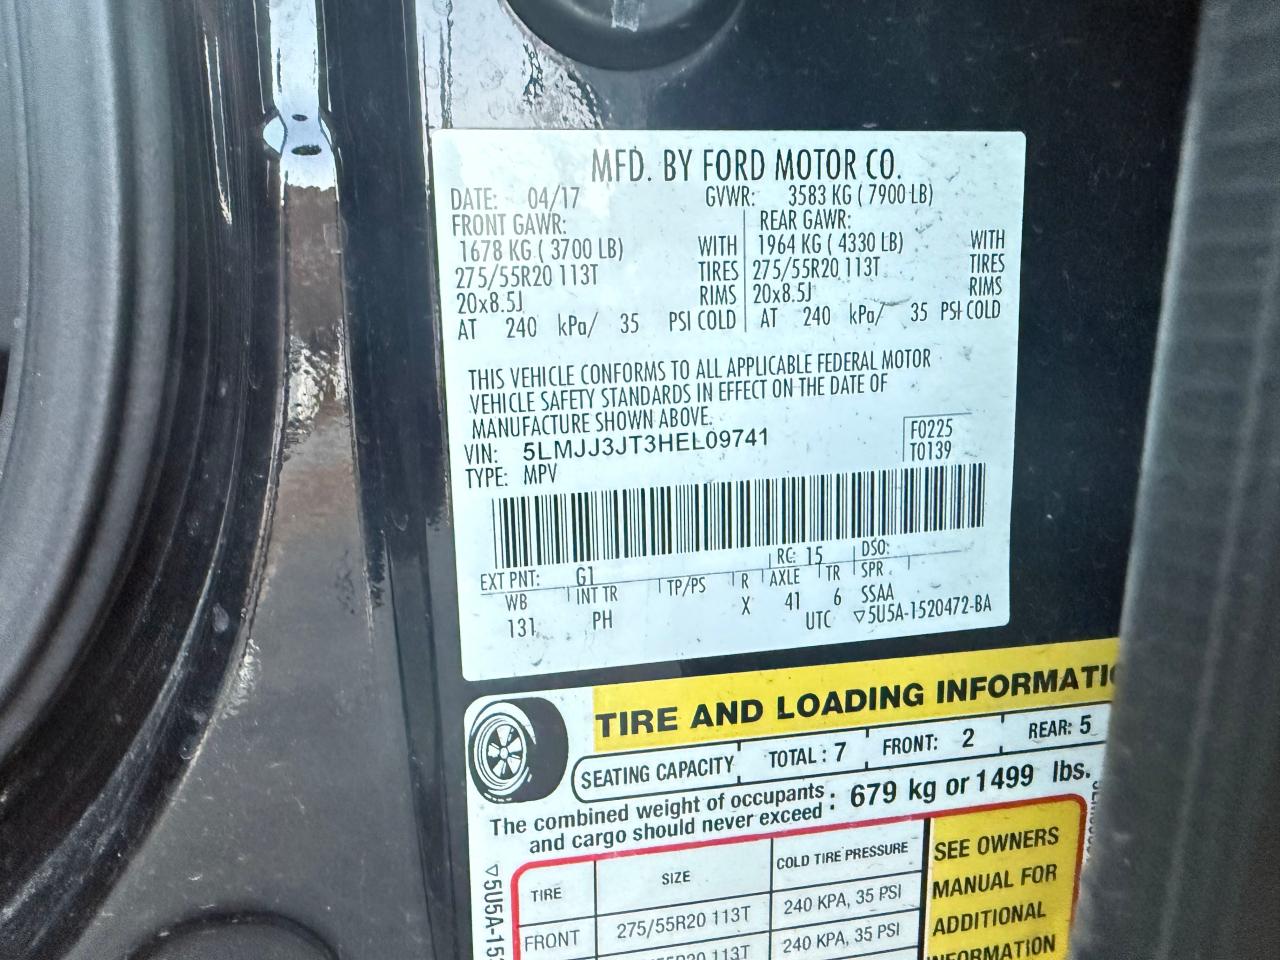 MFD. BY FORD MOTOR CO.
DATE: 04/17 GVWR: 3583 KG ( 7900 LB)
FRONT GAWR: REAR GAWR:
1678 KG ( 3700 LB) WITH 1964 KG ( 4330 LB) WITH
275/55R20 113T TIRES 275/55R20 113T TIRES
20x8.5J RIMS 20x8.5J RIMS
AT 240 kPa/ 35 PSI COLD AT 240 kPa/ 35 PSI COLD
THIS VEHICLE CONFORMS TO ALL APPLICABLE FEDERAL MOTOR
VEHICLE SAFETY STANDARDS IN EFFECT ON THE DATE OF
MANUFACTURE SHOWN ABOVE.
VIN: 5LMJJ3JT3HEL09741 F0225
TYPE: MPV T0139
EXT PNT: G1 RC: 15 DSO:
WB INT TR TP/PS R AXLE TR SPR
131 PH X 41 6 SSAA
UTC ▽5U5A-1520472-BA
TIRE AND LOADING
SEATING CAPACITY TOTAL : 7 FRONT: 2 REAR: 5
The combined weight of occupants
and cargo should never exceed : 679 kg or 1499 lbs.
TIRE SIZE COLD TIRE PRESSURE
FRONT 275/55R20 113T 240 KPA, 35 PSI
113T 240 KPA, 35 PSI
SEE OWNERS
MANUAL FOR
ADDITIONAL
INFORMATION
▽5U5A-15